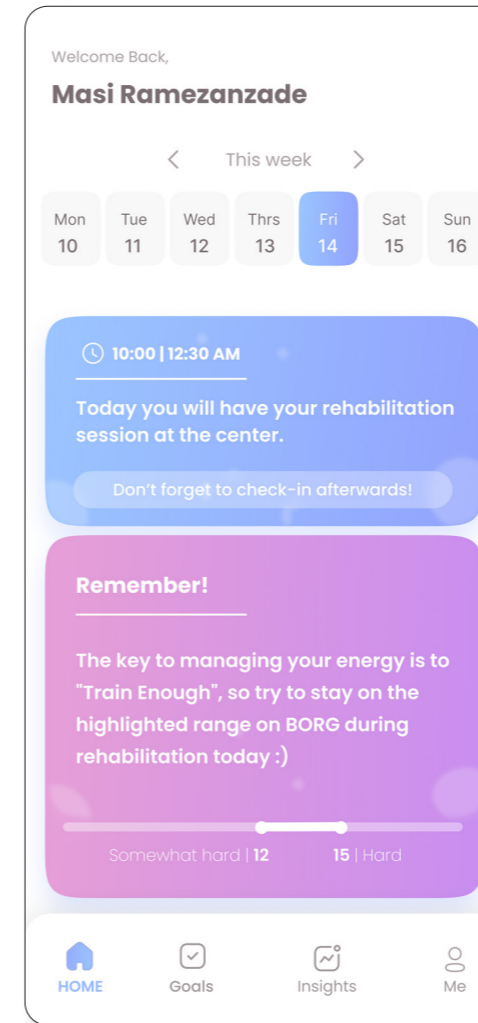 Welcome Back,
Masi Ramezanzade
This week
Mon Tue Wed Thrs Fri Sat Sun
10 11 12 13 14 15 16
10:00 | 12:30 AM
Today you will have your rehabilitation
session at the center.
Don't forget to check-in afterwards!
Remember!
The key to managing your energy is to
"Train Enough", so try to stay on the
highlighted range on BORG during
rehabilitation today :)
Somewhat hard | 12 15 | Hard
HOME Goals Insights Me